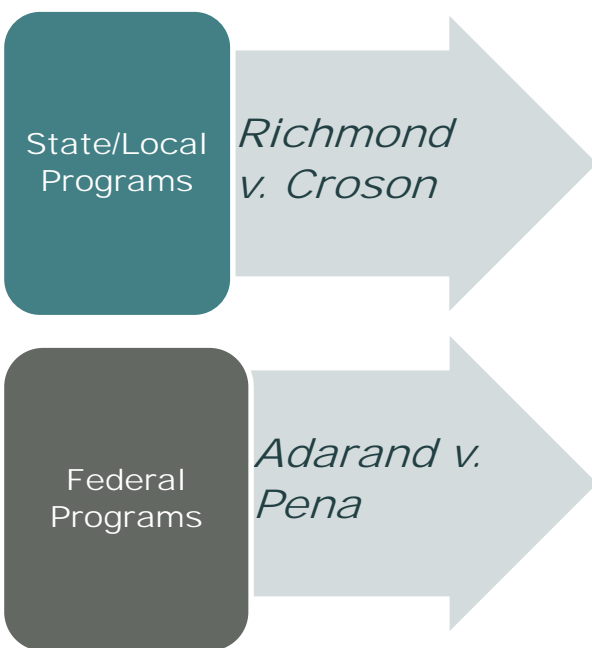 State/Local
Programs
Richmond
v. Croson
Federal
Programs
Adarand v.
Pena